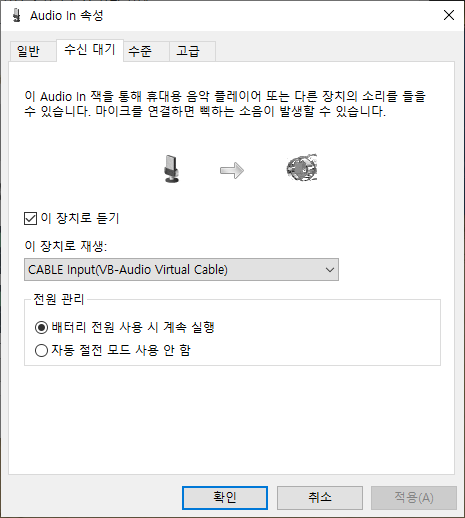 Audio In 속성
일반
수신 대기
수준
고급
이 Audio In 잭을 통해 휴대용 음악 플레이어 또는 다른 장치의 소리를 들을
수 있습니다. 마이크를 연결하면 삑하는 소음이 발생할 수 있습니다.
이 장치로 듣기
이 장치로 재생:
CABLE Input(VB-Audio Virtual Cable)
전원 관리
배터리 전원 사용 시 계속 실행
자동 절전 모드 사용 안 함
확인
취소
적용(A)